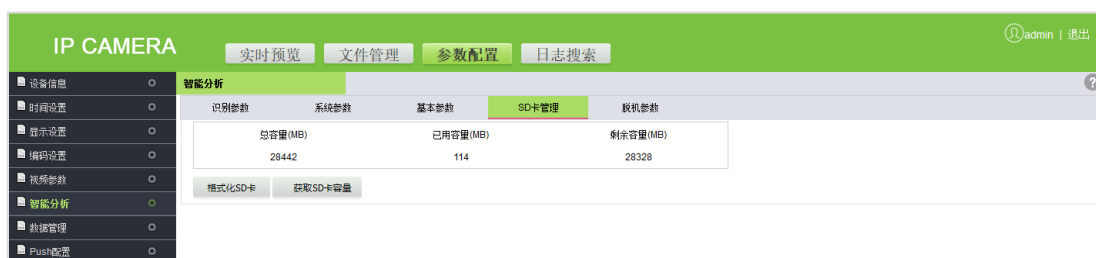 IP CAMERA
实时预览 文件管理 参数配置 日志搜索
admin | 退出
设备信息
时间设置
显示设置
编码设置
视频参数
智能分析
数据管理
Push配置
智能分析 ?
识别参数 系统参数 基本参数 SD卡管理 脱机参数
总容量(MB) 已用容量(MB) 剩余容量(MB)
28442 114 28328
格式化SD卡 获取SD卡容量